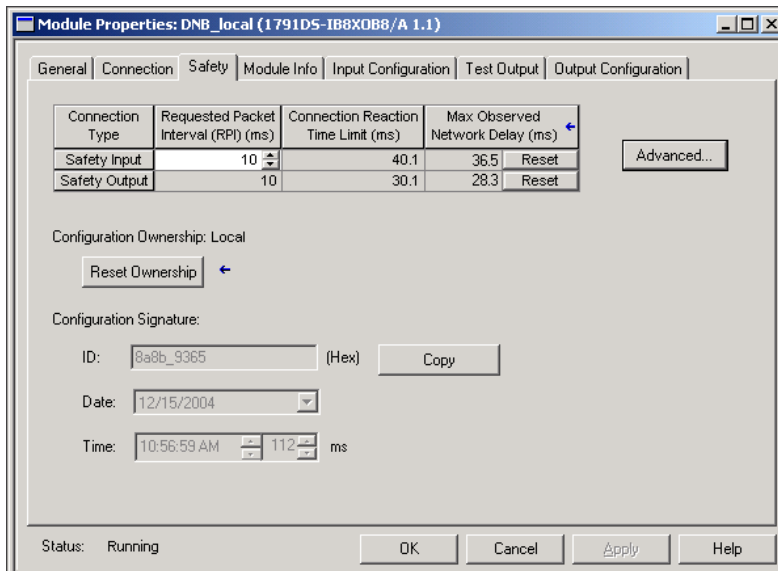 Module Properties: DNB_local (1791DS-IB8XOB8/A 1.1)
General Connection Safety Module Info Input Configuration Test Output Output Configuration
Connection Type Requested Packet Interval (RPI) (ms) Connection Reaction Time Limit (ms) Max Observed Network Delay (ms)
Safety Input 10 40.1 36.5 Reset
Safety Output 10 30.1 28.3 Reset
Advanced...
Configuration Ownership: Local
Reset Ownership
Configuration Signature:
ID: 8a8b_9365 (Hex) Copy
Date: 12/15/2004
Time: 10:56:59 AM 112 ms
Status: Running OK Cancel Apply Help